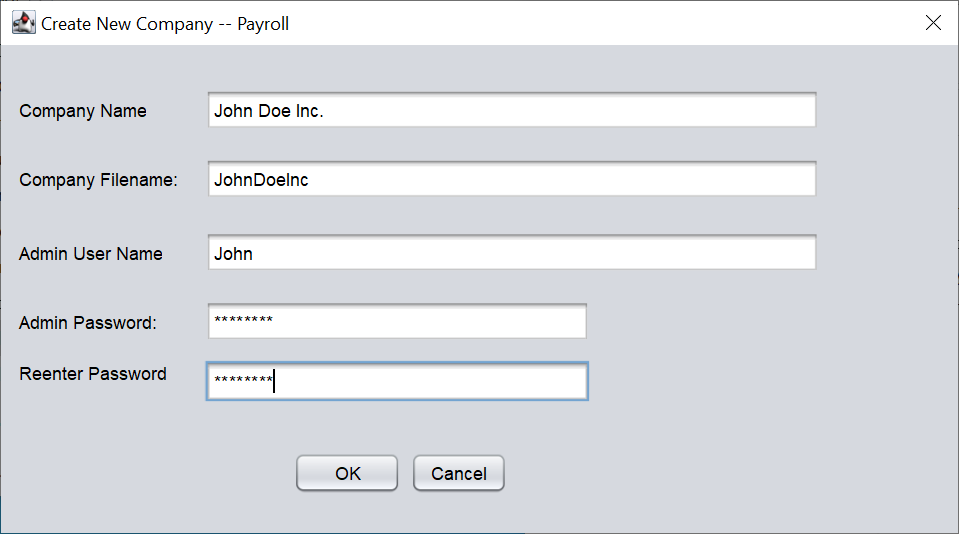 Create New Company -- Payroll
Company Name John Doe Inc.
Company Filename: JohnDoeInc
Admin User Name John
Admin Password: ********
Reenter Password ********
OK Cancel